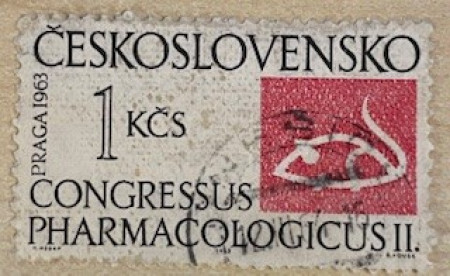 ČESKOSLOVENSKO
PRAGA 1963
1 KČS
CONGRESSUS
PHARMACOLOGICUS II.